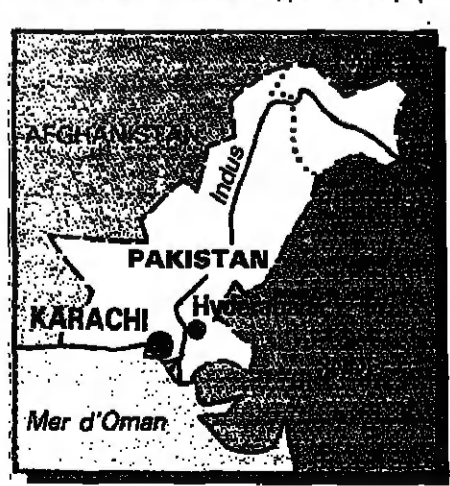 AFGHANISTAN
Indus
PAKISTAN
KARACHI
Mer d'Oman